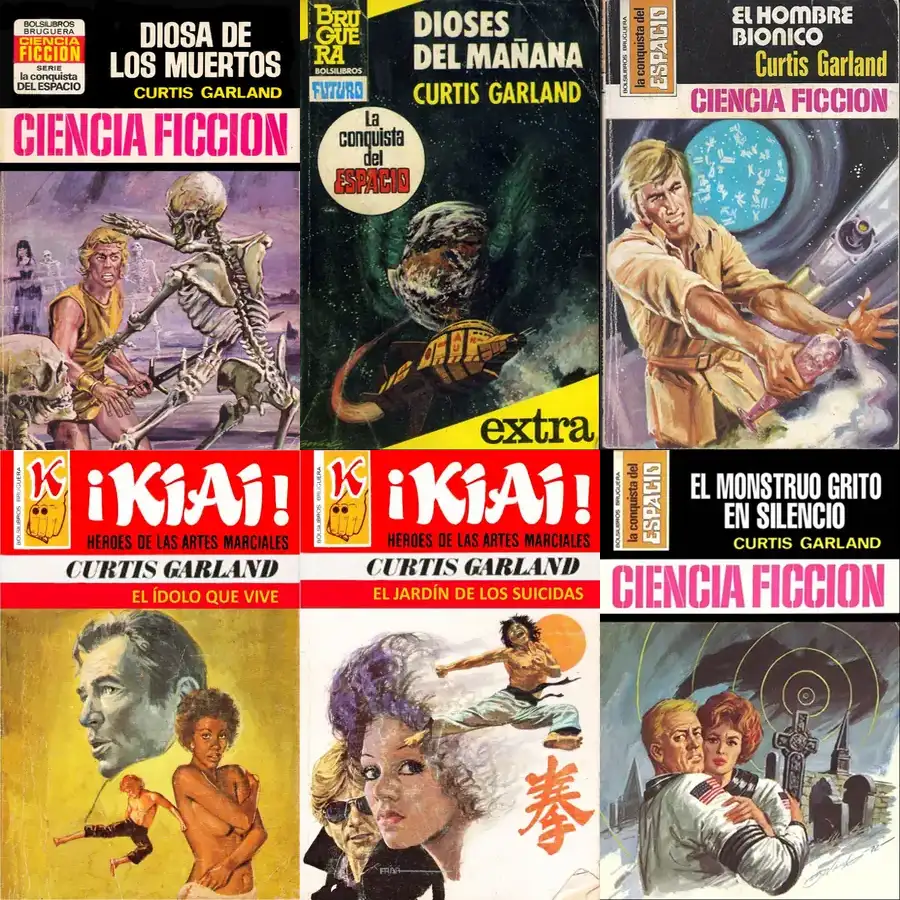 BOLSILIBROS
BRUGUERA
CIENCIA
FICCION
SERIE
la conquista
DEL ESPACIO
DIOSA DE
LOS MUERTOS
CURTIS GARLAND
CIENCIA FICCION
BRU
GUE
RA
BOLSILIBROS
FUTURO
DIOSES
DEL MAÑANA
CURTIS GARLAND
La
conquista
del
ESPACIO
extra
BOLSILIBROS BRUGUERA
la conquista del
ESPACIO
EL HOMBRE
BIONICO
Curtis Garland
CIENCIA FICCION
BOLSILIBROS BRUGUERA
K
¡KIAI!
HEROES DE LAS ARTES MARCIALES
CURTIS GARLAND
EL ÍDOLO QUE VIVE
BOLSILIBROS BRUGUERA
K
¡KIAI!
HEROES DE LAS ARTES MARCIALES
CURTIS GARLAND
EL JARDÍN DE LOS SUICIDAS
拳
BOLSILIBROS BRUGUERA
la conquista del
ESPACIO
EL MONSTRUO GRITO
EN SILENCIO
CURTIS GARLAND
CIENCIA FICCION